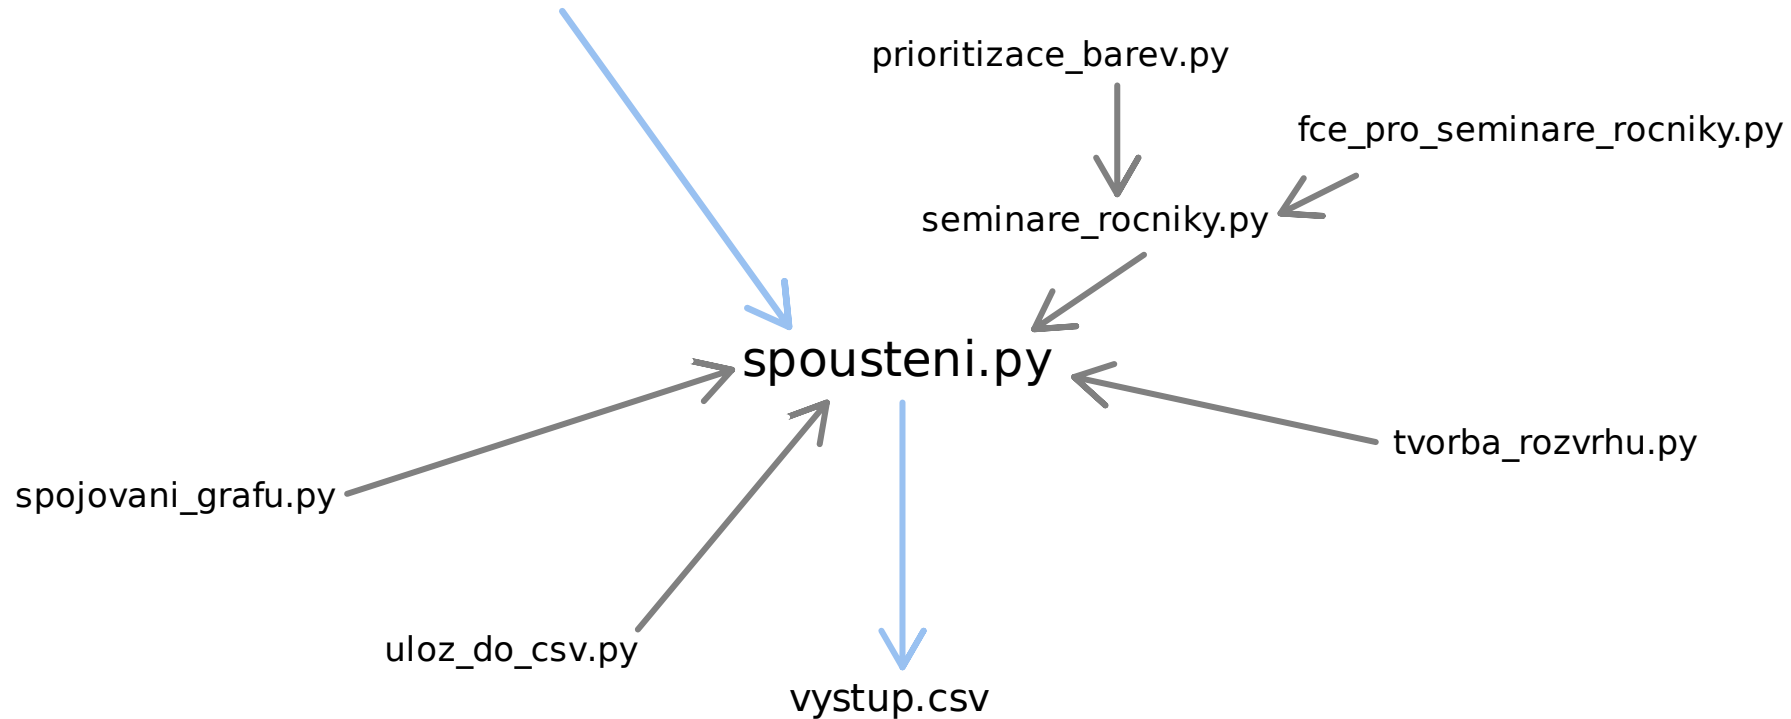 prioritizace_barev.py
fce_pro_seminare_rocniky.py
seminare_rocniky.py
spousteni.py
tvorba_rozvrhu.py
spojovani_grafu.py
uloz_do_csv.py
vystup.csv